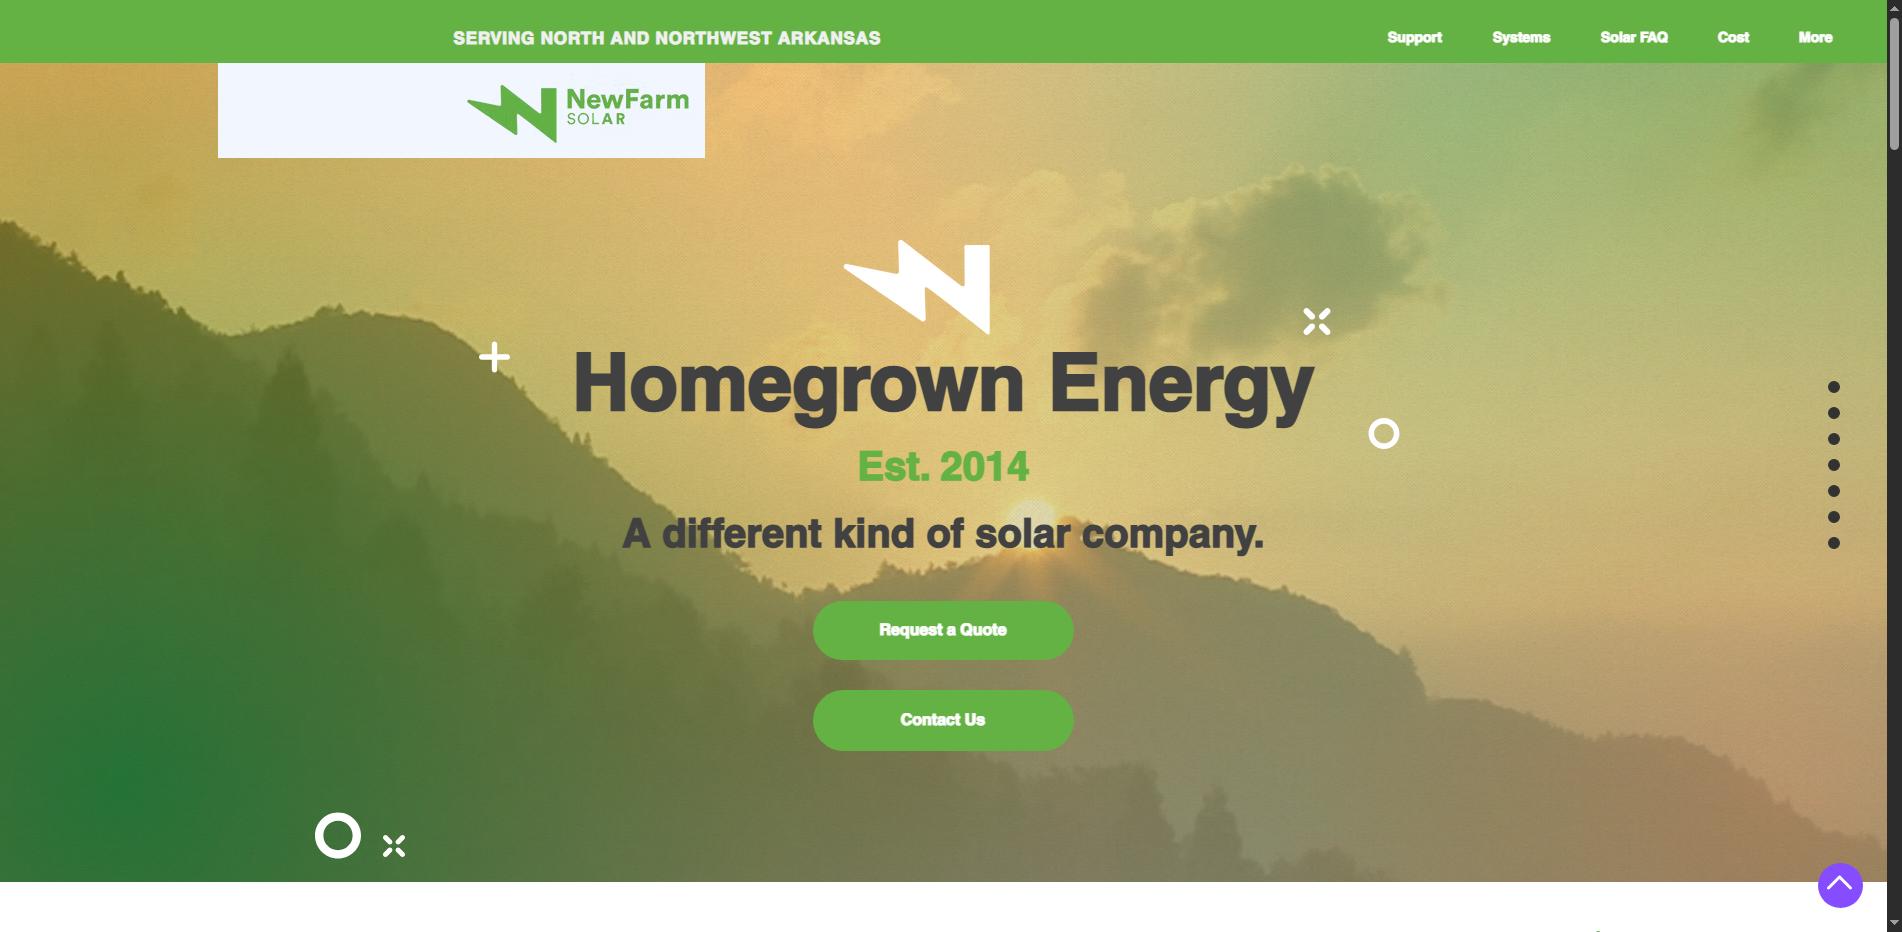 SERVING NORTH AND NORTHWEST ARKANSAS
Support
Systems
Solar FAQ
Cost
More
NewFarm
SOLAR
Homegrown Energy
Est. 2014
A different kind of solar company.
Request a Quote
Contact Us